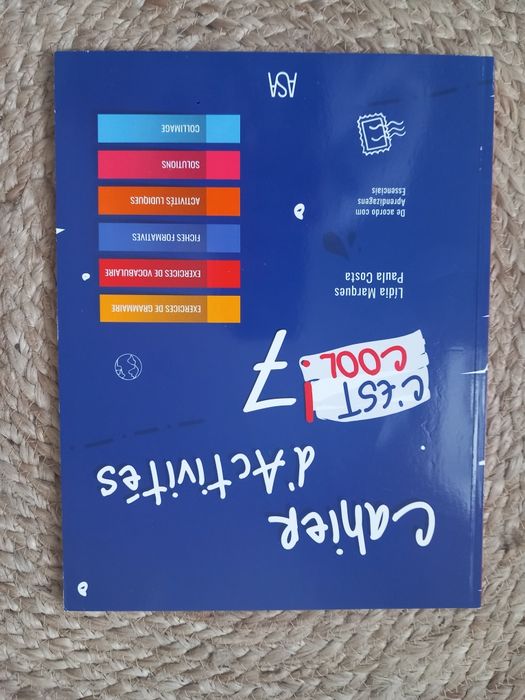 Cahier
d'Activités
C'EST
COOL!
7
Lídia Marques
Paula Costa
De acordo com
Aprendizagens
Essenciais
EXERCICES DE GRAMMAIRE
EXERCICES DE VOCABULAIRE
FICHES FORMATIVES
ACTIVITÉS LUDIQUES
SOLUTIONS
COLLIMAGE
ASA